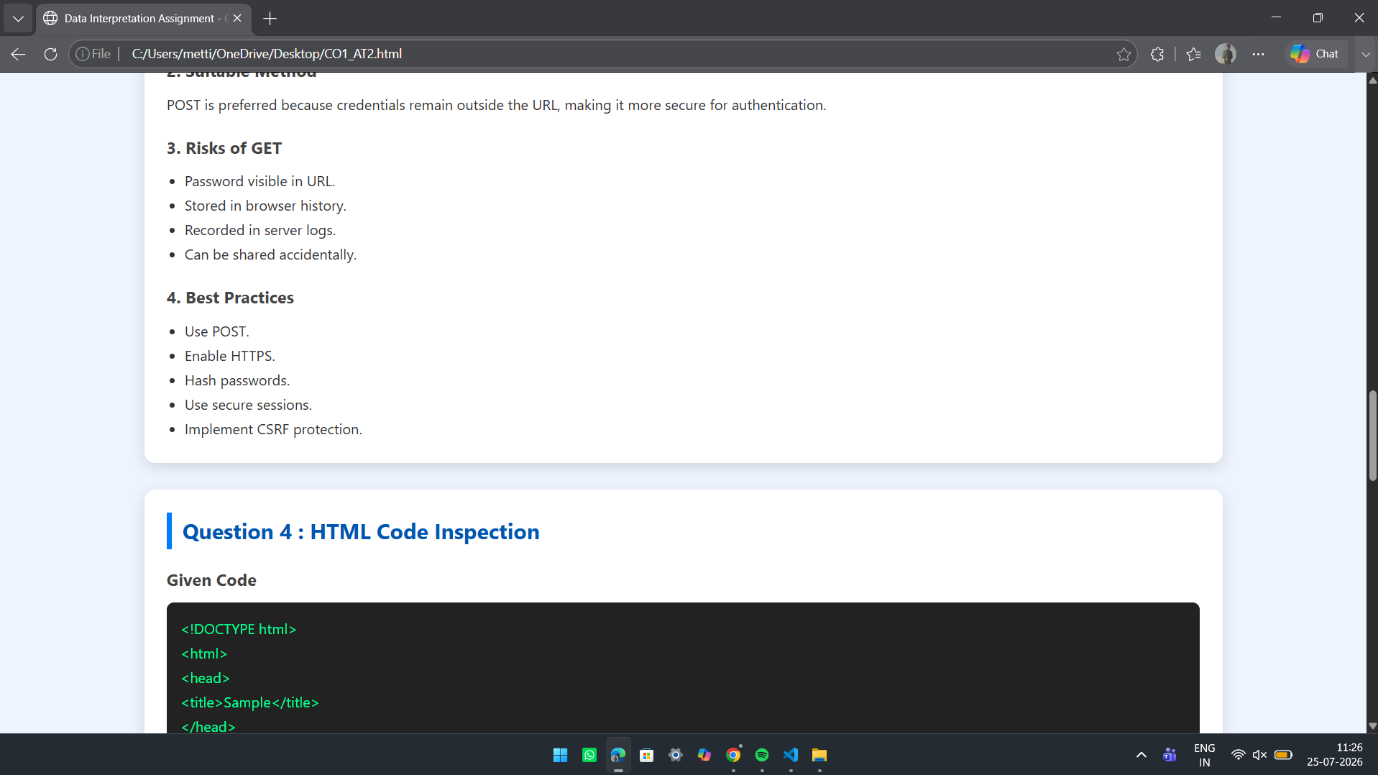 Data Interpretation Assignment - 
File
C:/Users/metti/OneDrive/Desktop/CO1_AT2.html
Chat
2. Suitable Method
POST is preferred because credentials remain outside the URL, making it more secure for authentication.
3. Risks of GET
• Password visible in URL.
• Stored in browser history.
• Recorded in server logs.
• Can be shared accidentally.
4. Best Practices
• Use POST.
• Enable HTTPS.
• Hash passwords.
• Use secure sessions.
• Implement CSRF protection.
Question 4 : HTML Code Inspection
Given Code
<!DOCTYPE html>
<html>
<head>
<title>Sample</title>
</head>
ENG
IN
11:26
25-07-2026